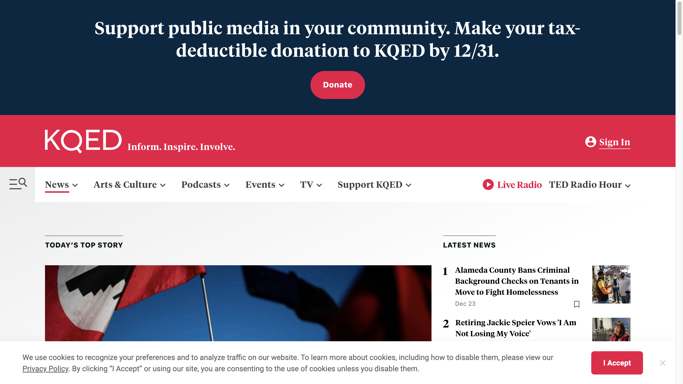 Support public media in your community. Make your tax-
deductible donation to KQED by 12/31.
Donate
KQED Inform. Inspire. Involve.
Sign In
News
Arts & Culture
Podcasts
Events
TV
Support KQED
Live Radio
TED Radio Hour
TODAY'S TOP STORY
LATEST NEWS
1 Alameda County Bans Criminal
Background Checks on Tenants in
Move to Fight Homelessness
Dec 23
2 Retiring Jackie Speier Vows 'I Am
Not Losing My Voice'
We use cookies to recognize your preferences and to analyze traffic on our website. To learn more about cookies, including how to disable them, please view our
Privacy Policy. By clicking "I Accept" or using our site, you are consenting to the use of cookies unless you disable them.
I Accept